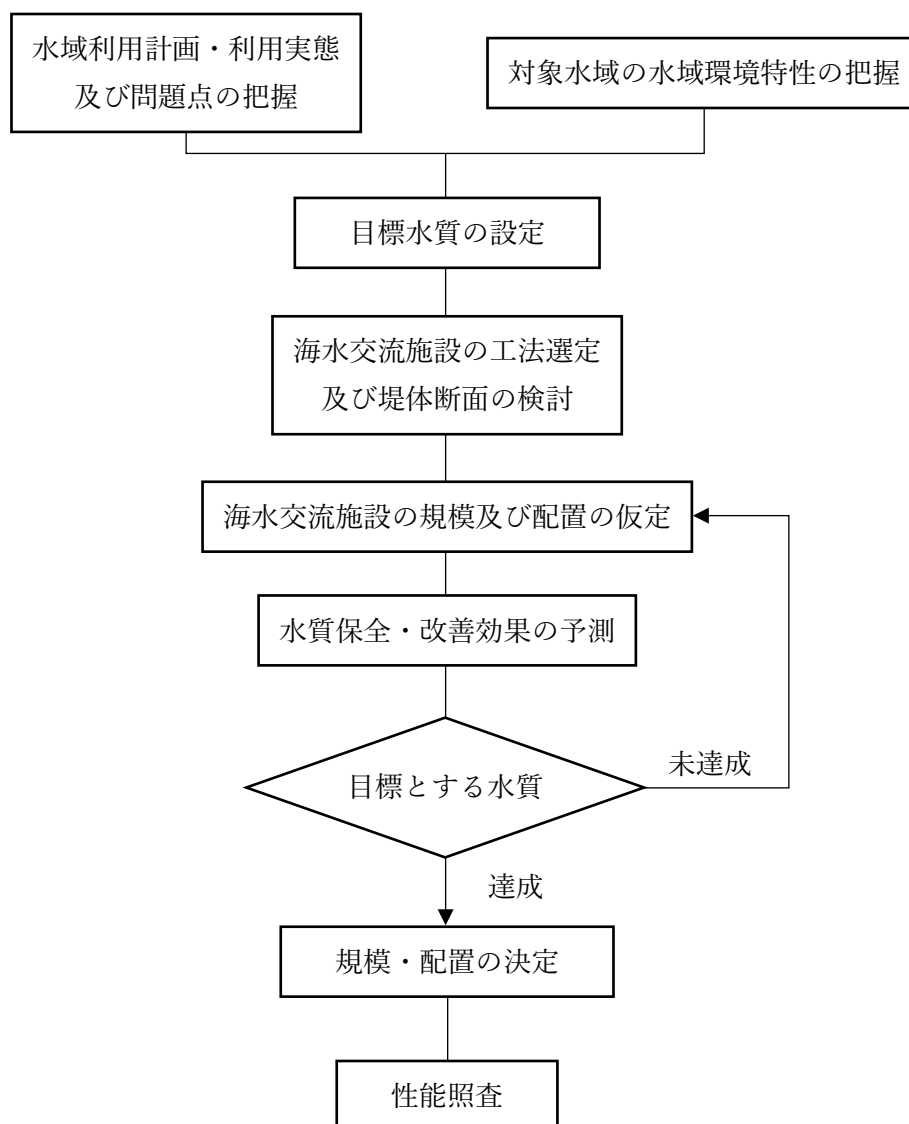 水域利用計画・利用実態
及び問題点の把握
対象水域の水域環境特性の把握
目標水質の設定
海水交流施設の工法選定
及び堤体断面の検討
海水交流施設の規模及び配置の仮定
水質保全・改善効果の予測
目標とする水質
未達成
達成
規模・配置の決定
性能照査